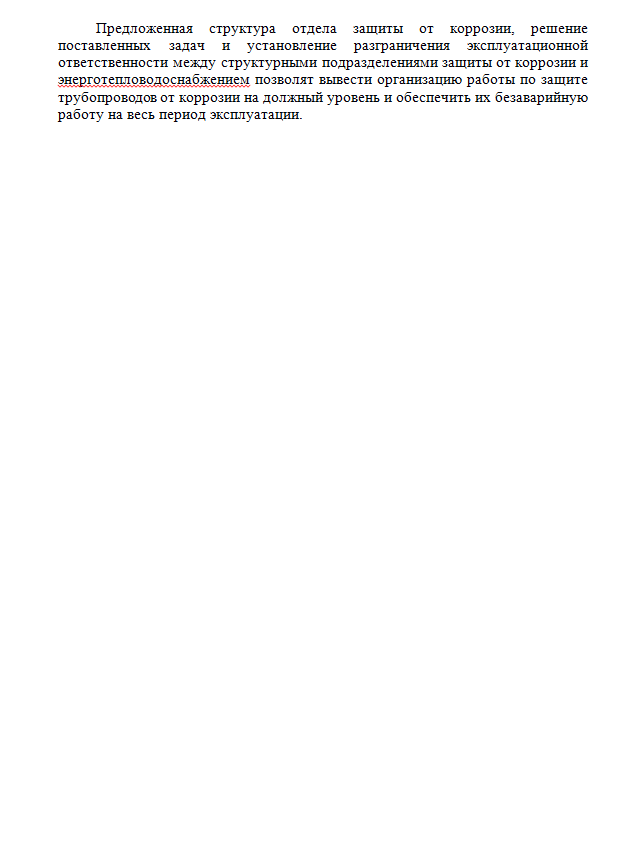 Предложенная структура отдела защиты от коррозии, решение
поставленных задач и установление разграничения эксплуатационной
ответственности между структурными подразделениями защиты от коррозии и
энерготепловодоснабжением позволят вывести организацию работы по защите
трубопроводов от коррозии на должный уровень и обеспечить их безаварийную
работу на весь период эксплуатации.